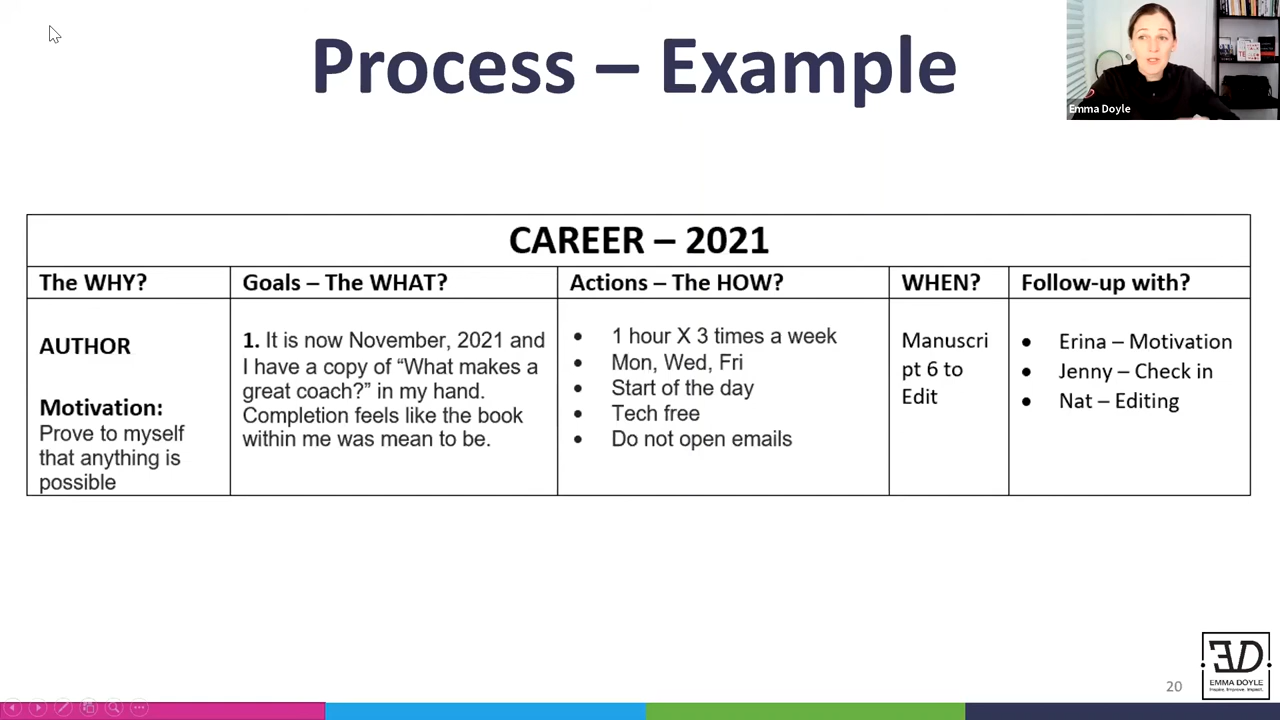 Process – Example
Emma Doyle
CAREER – 2021
The WHY?
Goals – The WHAT?
Actions – The HOW?
WHEN?
Follow-up with?
AUTHOR
Motivation:
Prove to myself
that anything is
possible
1. It is now November, 2021 and
I have a copy of “What makes a
great coach?” in my hand.
Completion feels like the book
within me was mean to be.
• 1 hour X 3 times a week
• Mon, Wed, Fri
• Start of the day
• Tech free
• Do not open emails
Manuscri
pt 6 to
Edit
• Erina – Motivation
• Jenny – Check in
• Nat – Editing
20
ED
EMMA DOYLE
Inspire. Improve. Impact.